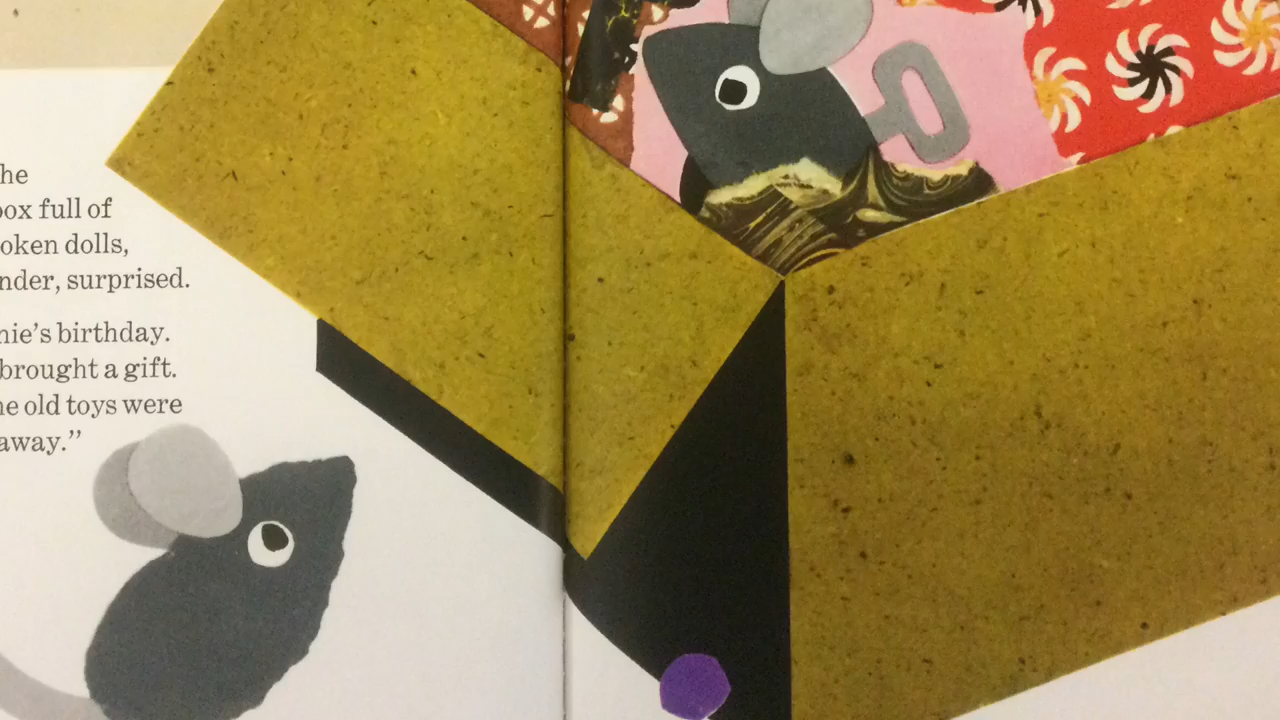 he
box full of
oken dolls,
nder, surprised.
nie's birthday.
brought a gift.
he old toys were
away.”